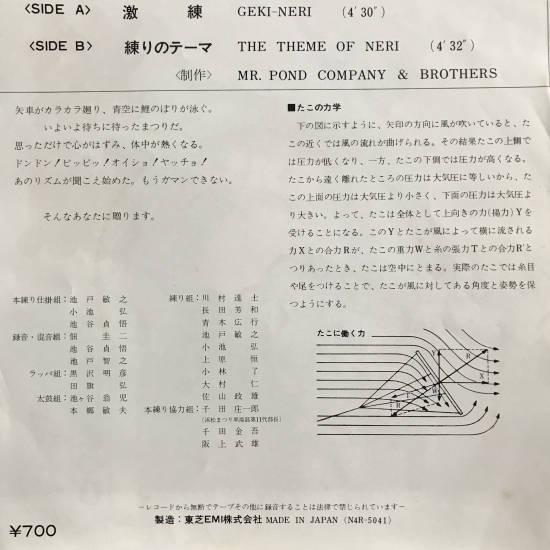 〈SIDE A〉 激 練 GEKI-NERI (4′30″)
〈SIDE B〉 練りのテーマ THE THEME OF NERI (4′32″)
〈制作〉 MR. POND COMPANY & BROTHERS
矢車がカラカラ廻り、青空に鯉のぼりが泳ぐ。
いよいよ待ちに待ったまつりだ。
思っただけで心がはずみ、体中が熱くなる。
ドンドン！ピッピッ！オイショ！ヤッチョ！
あのリズムが聞こえ始めた。もうガマンできない。
そんなあなたに贈ります。
本練り仕掛組：池戸敏之
小池 弘
池谷貞悟
録音・混音組：佃 圭二
池谷貞悟
池戸智之
ラッパ組：黒沢明彦
田旗 弘
太鼓組：池ヶ谷翁児
本郷敏夫
練り組：川村達士
長田芳和
青木広行
池戸敏之
小池 弘
上原 恒
小林 了
大村 仁
佐山政雄
本練り協力組：千田庄一郎
千田金吾
阪上武雄
■たこの力学
下の図に示すように、矢印の方向に風が吹いていると、た
この近くでは風の流れが曲げられる。その結果たこの上側で
は圧力が低くなり、一方、たこの下側では圧力が高くなる。
たこから遠く離れたところの圧力は大気圧に等しいから、た
この上面の圧力は大気圧より小さく、下面の圧力は大気圧よ
り大きい。よって、たこは全体として上向きの力(揚力)Yを
受けることになる。このYとたこが風によって横に流される
力Xとの合力Rが、たこの重力Wと糸の張力Tとの合力R'と
つりあったとき、たこは空中にとまる。実際のたこでは糸目
や尾をつけることで、たこが風に対してある角度と姿勢を保
つようにする。
たこに働く力
Y
R
X
T
W
R'
−レコードから無断でテープその他に録音することは法律で禁じられています−
製造：東芝EMI株式会社 MADE IN JAPAN (N4R-5041)
¥700